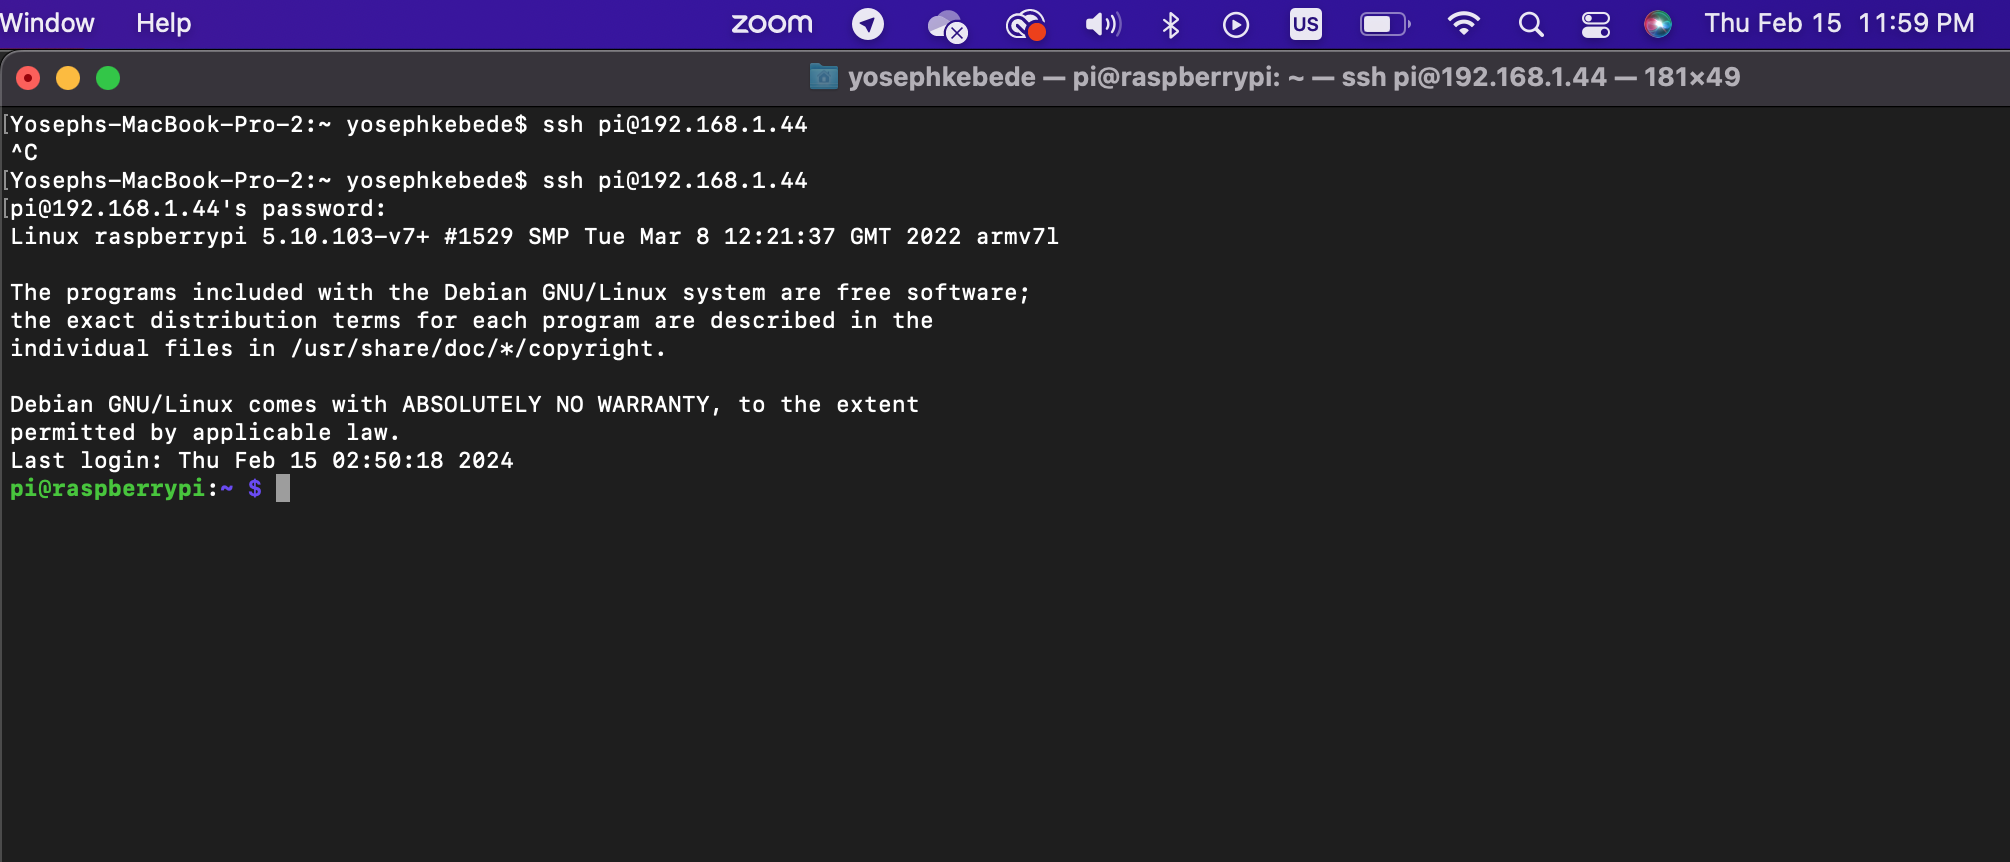 Window Help zoom US Thu Feb 15 11:59 PM
yosephkebede — pi@raspberrypi: ~ — ssh pi@192.168.1.44 — 181×49
[Yosephs-MacBook-Pro-2:~ yosephkebede$ ssh pi@192.168.1.44
^C
[Yosephs-MacBook-Pro-2:~ yosephkebede$ ssh pi@192.168.1.44
[pi@192.168.1.44's password:
Linux raspberrypi 5.10.103-v7+ #1529 SMP Tue Mar 8 12:21:37 GMT 2022 armv7l
The programs included with the Debian GNU/Linux system are free software;
the exact distribution terms for each program are described in the
individual files in /usr/share/doc/*/copyright.
Debian GNU/Linux comes with ABSOLUTELY NO WARRANTY, to the extent
permitted by applicable law.
Last login: Thu Feb 15 02:50:18 2024
pi@raspberrypi:~ $